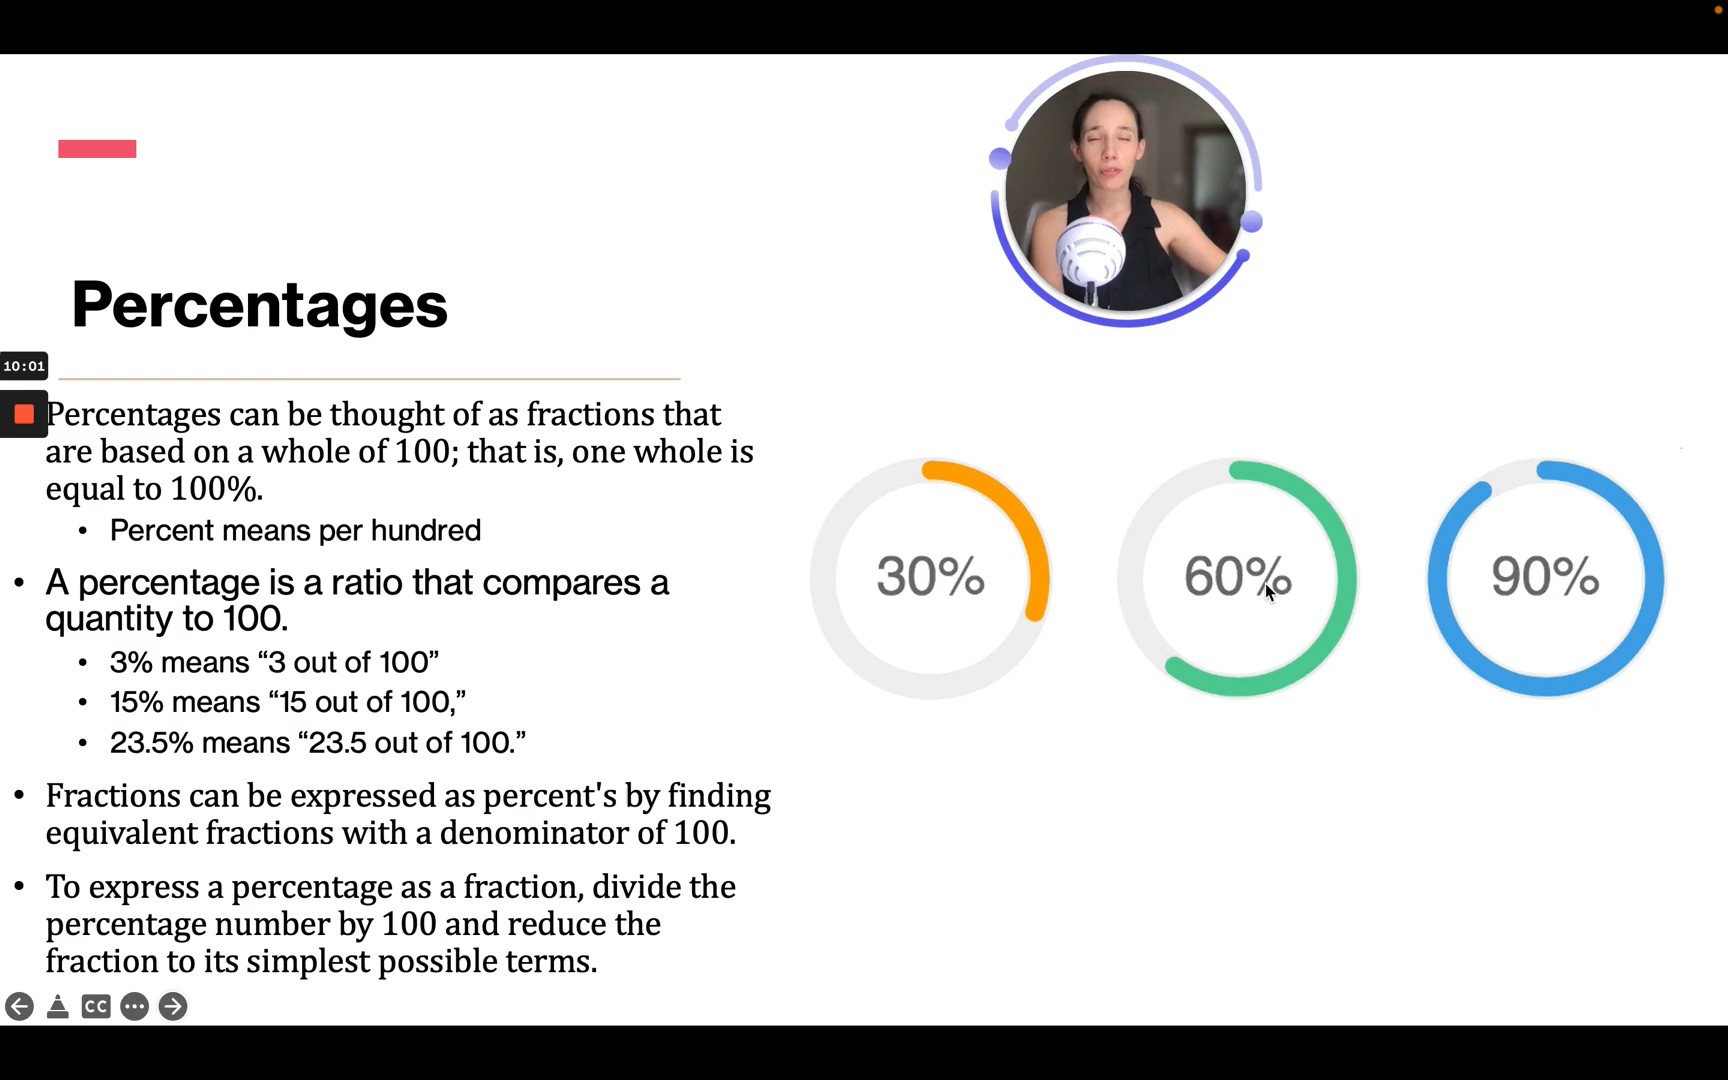 Percentages
10:01
Percentages can be thought of as fractions that
are based on a whole of 100; that is, one whole is
equal to 100%.
• Percent means per hundred
• A percentage is a ratio that compares a
quantity to 100.
• 3% means “3 out of 100”
• 15% means “15 out of 100,”
• 23.5% means “23.5 out of 100.”
• Fractions can be expressed as percent's by finding
equivalent fractions with a denominator of 100.
• To express a percentage as a fraction, divide the
percentage number by 100 and reduce the
fraction to its simplest possible terms.
30%
60%
90%
CC